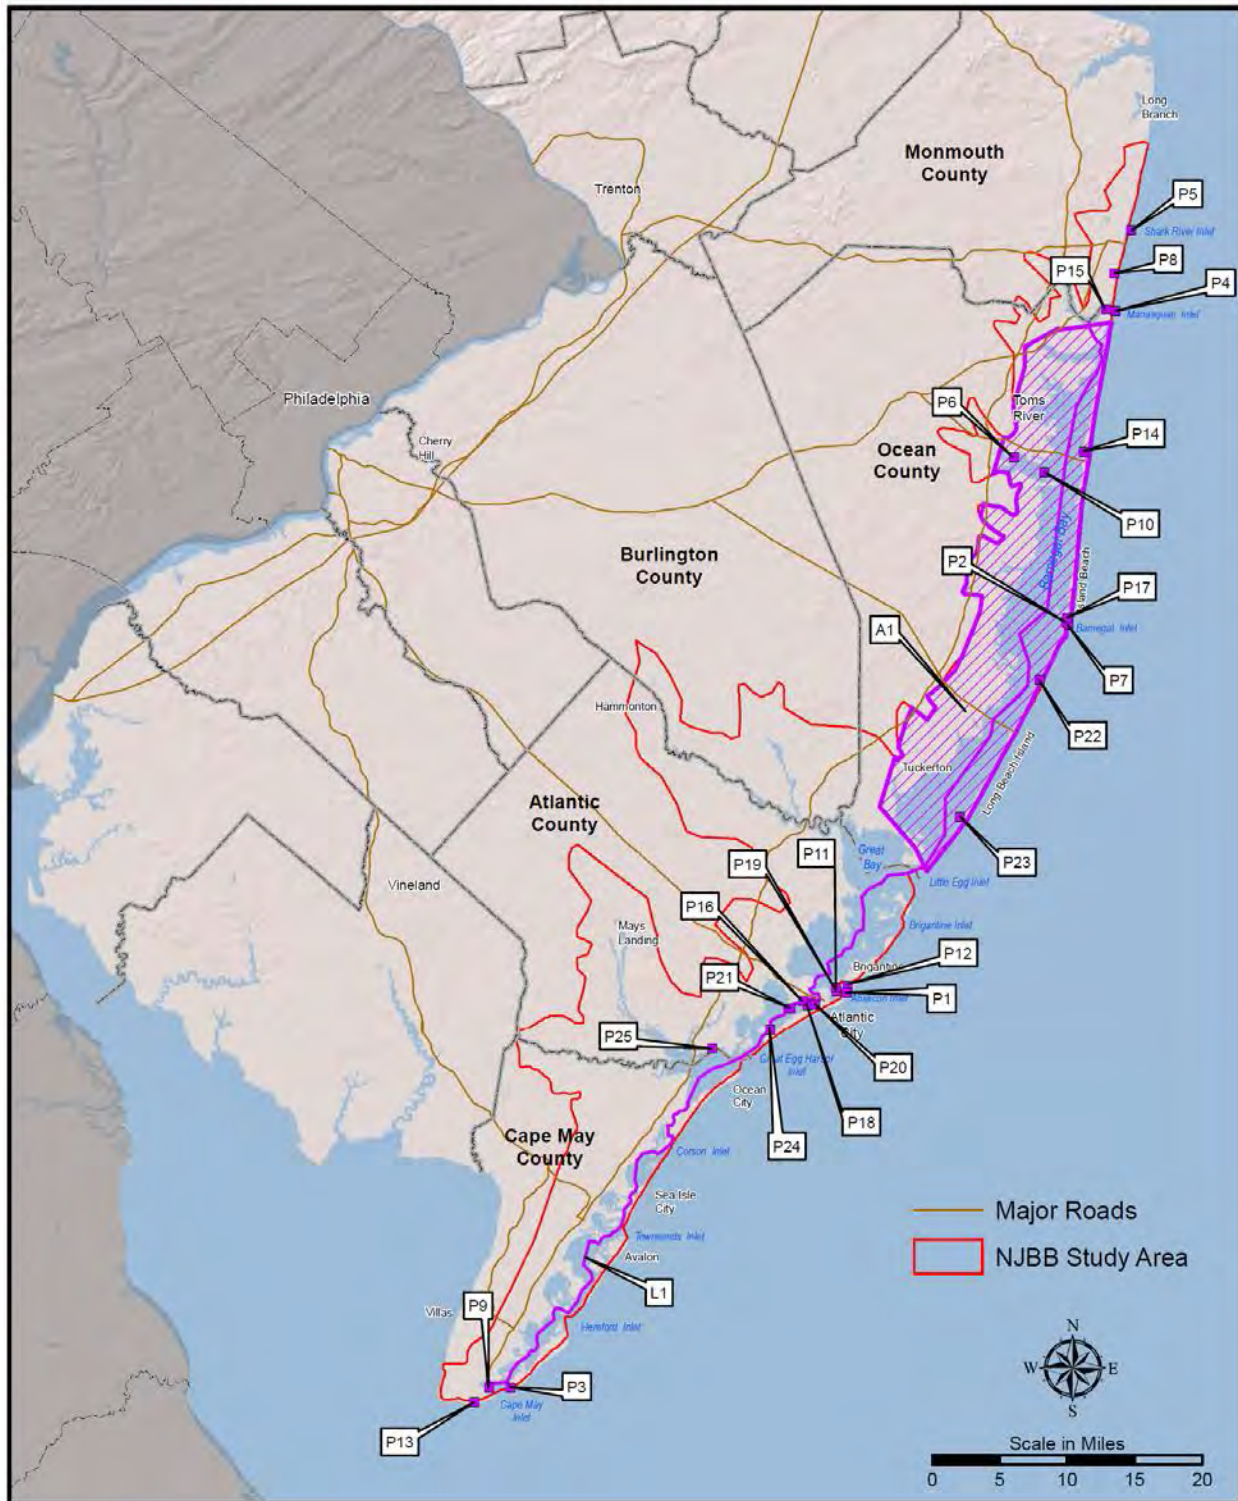 Long
Branch
Monmouth
County
Trenton
P5
Shark River Inlet
P8
P15
P4
Manasquan Inlet
Philadelphia
Cherry
Hill
P6
Toms
River
P14
Ocean
County
P10
Barnegat Bay
Burlington
County
P2
Island Beach
P17
Barnegat Inlet
A1
P7
P22
Hammonton
Tuckerton
Long Beach Island
Atlantic
County
P11
P19
Great
Bay
P23
Little Egg Inlet
Vineland
P16
Mays
Landing
Brigantine Inlet
Brigantine
P12
P21
Absecon Inlet
P1
Atlantic
City
P25
Great Egg Harbor
Inlet
P20
Ocean
City
P18
P24
Cape May
County
Corson Inlet
Sea Isle
City
Townsends Inlet
Avalon
L1
Major Roads
NJBB Study Area
Villas
P9
Hereford Inlet
P3
Cape May
Inlet
P13
N
W
E
S
Scale in Miles
0 5 10 15 20